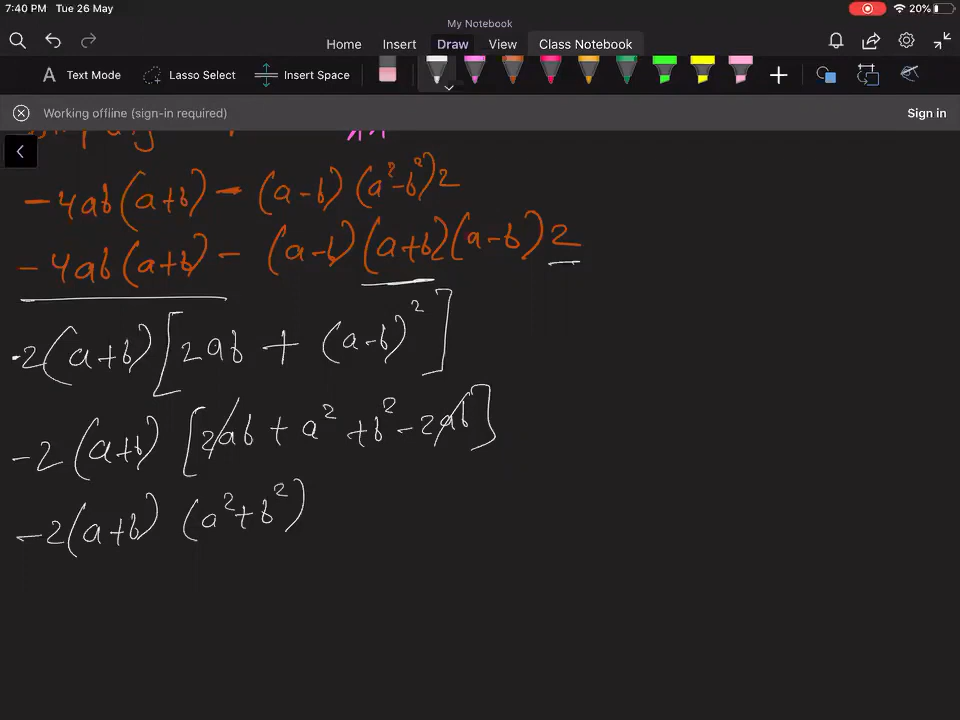 7:40 PM Tue 26 May
20%
My Notebook
Home Insert Draw View Class Notebook
Text Mode Lasso Select Insert Space
Working offline (sign-in required) Sign in
-4ab(a+b) - (a-b)(a²-b²)2
-4ab(a+b) - (a-b)(a+b)(a-b)2
-2(a+b)[2ab + (a-b)²]
-2(a+b)[2ab + a² + b² - 2ab]
-2(a+b)(a²+b²)